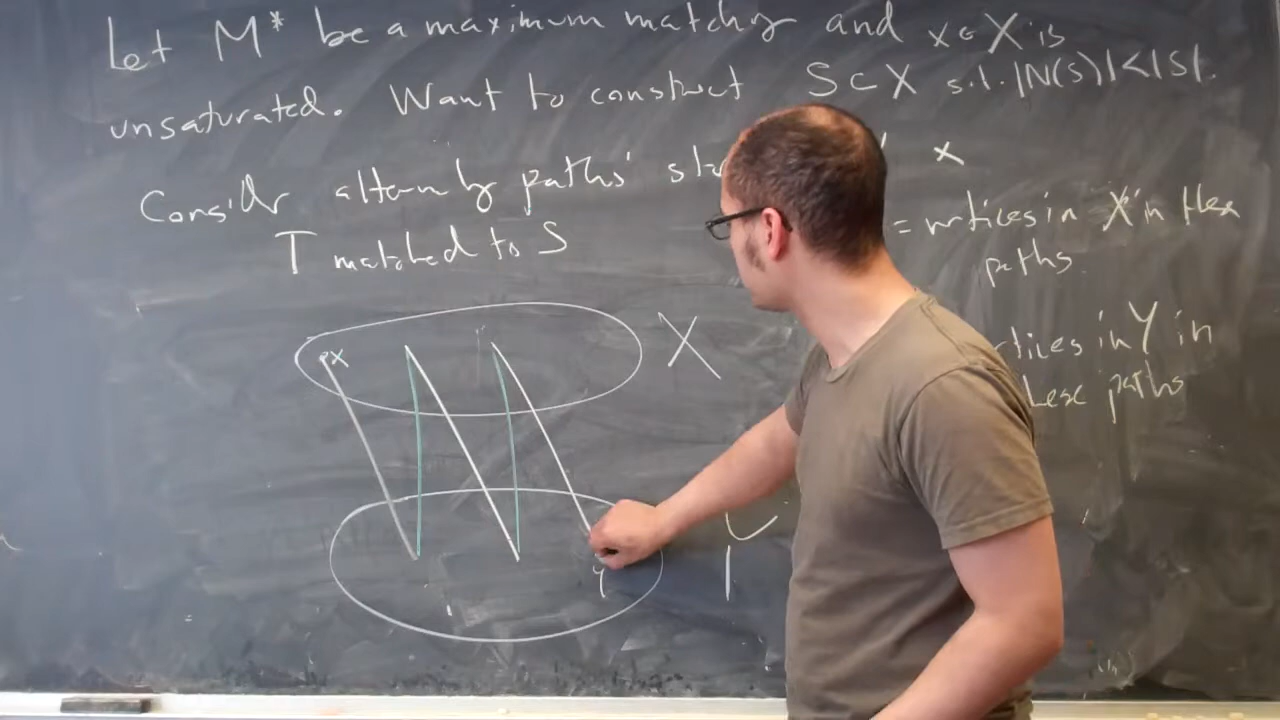 Let M* be a maximum matching and x ∈ X is
unsaturated. Want to construct S ⊂ X s.t. |N(S)| < |S|.
Consider alternating paths x
= vertices in X in these
paths.
T matched to S
x
X
in Y in
these paths
y
Y